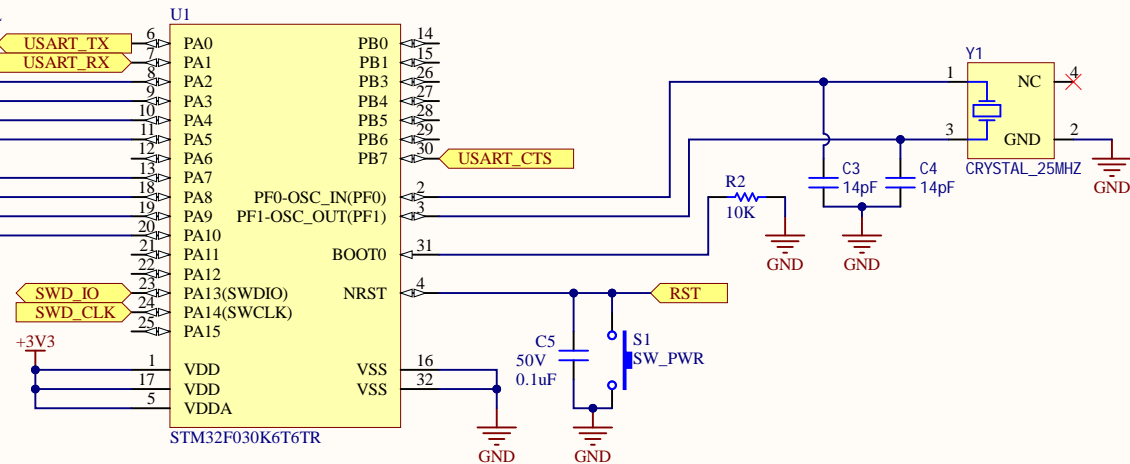 U1
USART_TX 6 PA0 PB0 14
USART_RX 7 PA1 PB1 15
8 PA2 PB3 26
9 PA3 PB4 27
10 PA4 PB5 28
11 PA5 PB6 29
12 PA6 PB7 30 USART_CTS
13 PA7
18 PA8 PF0-OSC_IN(PF0) 2
19 PA9 PF1-OSC_OUT(PF1) 3
20 PA10
21 PA11 BOOT0 31
22 PA12
SWD_IO 23 PA13(SWDIO) NRST 4 RST
SWD_CLK 24 PA14(SWCLK)
25 PA15
+3V3
1 VDD VSS 16
17 VDD VSS 32
5 VDDA
STM32F030K6T6TR
GND
Y1
1 NC 4
3 GND 2
CRYSTAL_25MHZ
GND
C3
14pF
C4
14pF
GND
R2
10K
GND
C5
50V
0.1uF
S1
SW_PWR
GND